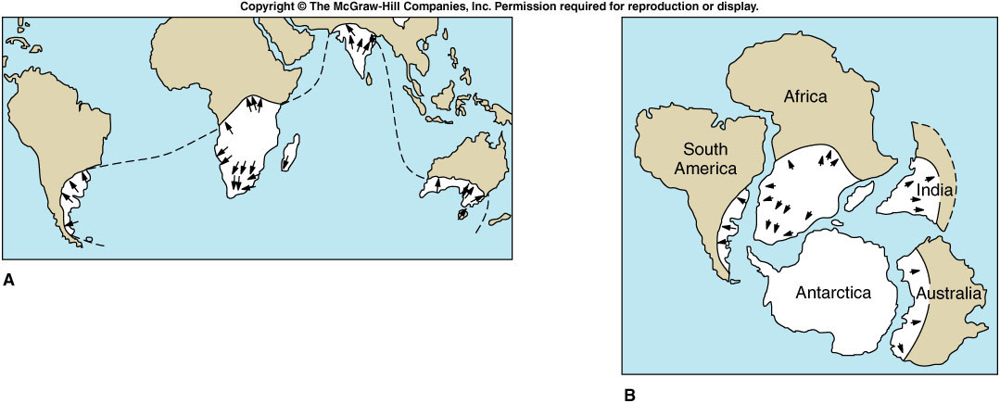 Copyright © The McGraw-Hill Companies, Inc. Permission required for reproduction or display.
Africa
South
America
India
Antarctica
Australia
A
B